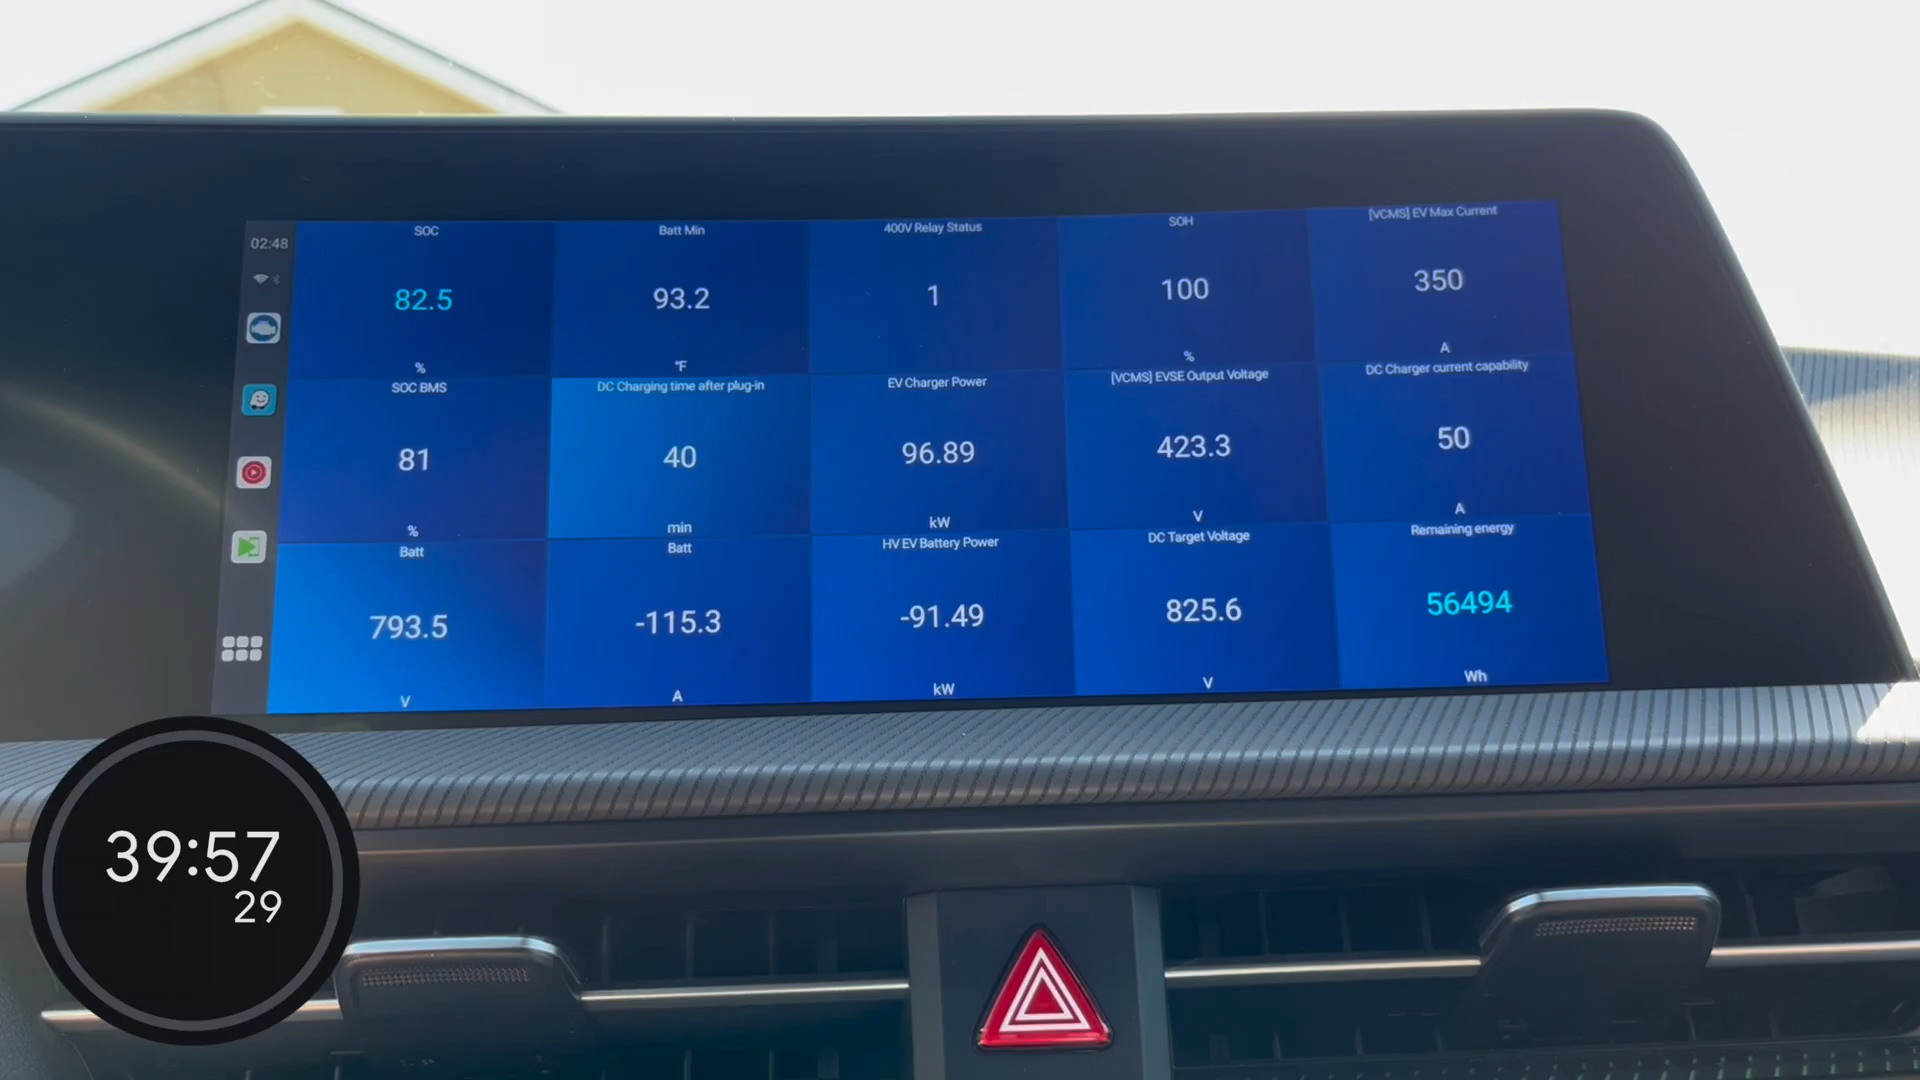 02:48
SOC
82.5
%
Batt Min
93.2
°F
400V Relay Status
1
SOH
100
%
[VCMS] EV Max Current
350
A
SOC BMS
81
%
DC Charging time after plug-in
40
min
EV Charger Power
96.89
kW
[VCMS] EVSE Output Voltage
423.3
V
DC Charger current capability
50
A
Batt
793.5
V
Batt
-115.3
A
HV EV Battery Power
-91.49
kW
DC Target Voltage
825.6
V
Remaining energy
56494
Wh
39:57
29